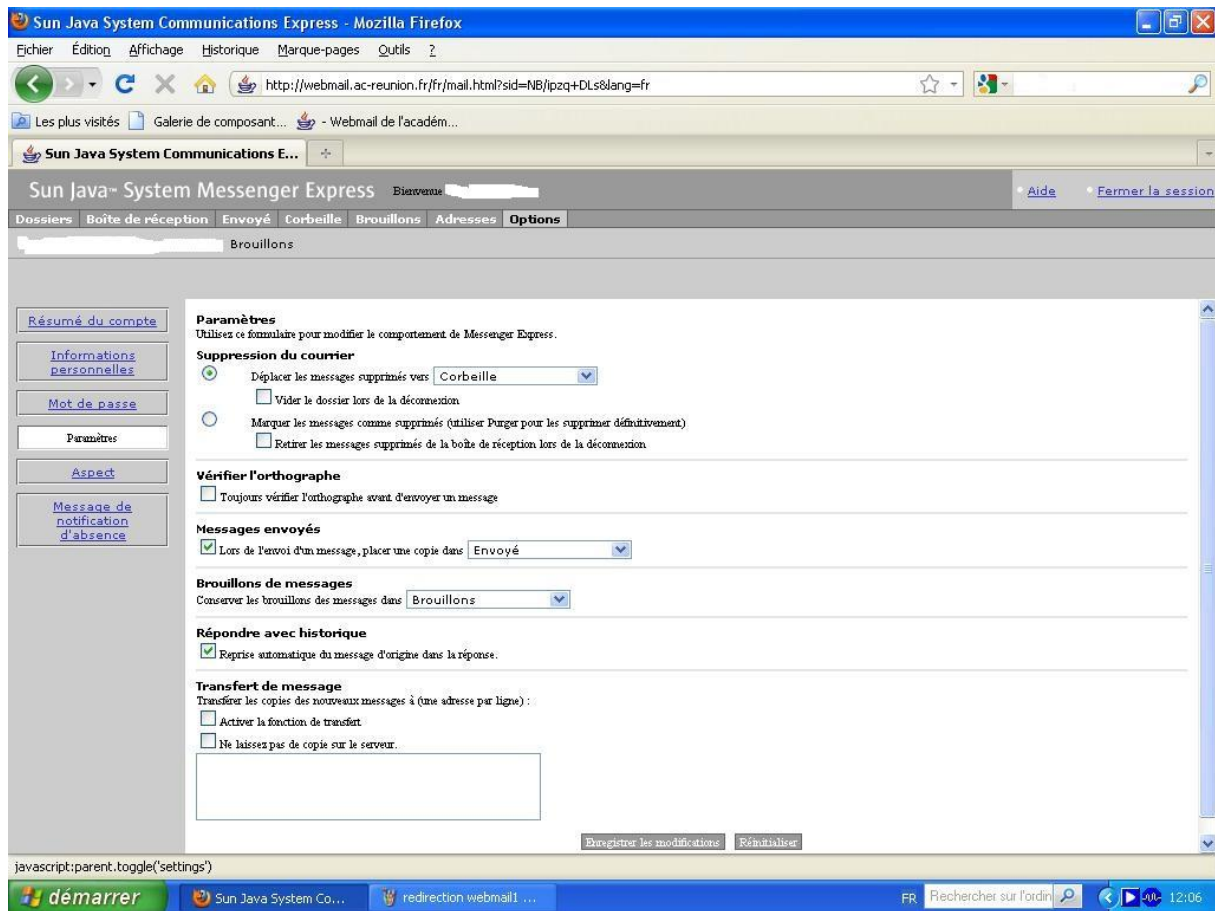 Sun Java System Communications Express - Mozilla Firefox
Fichier Édition Affichage Historique Marque-pages Outils ?
http://webmail.ac-reunion.fr/fr/mail.html?sid=NB/ipzq+DLs&lang=fr
Les plus visités Galerie de composant... - Webmail de l'académ...
Sun Java System Communications E...
Sun Java™ System Messenger Express Bienvenue
Aide Fermer la session
Dossiers Boîte de réception Envoyé Corbeille Brouillons Adresses Options
Brouillons
Résumé du compte
Informations
personnelles
Mot de passe
Paramètres
Aspect
Message de
notification
d'absence
Paramètres
Utilisez ce formulaire pour modifier le comportement de Messenger Express.
Suppression du courrier
Déplacer les messages supprimés vers Corbeille
Vider le dossier lors de la déconnexion
Marquer les messages comme supprimés (utiliser Purger pour les supprimer définitivement)
Retirer les messages supprimés de la boîte de réception lors de la déconnexion
Vérifier l'orthographe
Toujours vérifier l'orthographe avant d'envoyer un message
Messages envoyés
Lors de l'envoi d'un message, placer une copie dans Envoyé
Brouillons de messages
Conserver les brouillons des messages dans Brouillons
Répondre avec historique
Reprise automatique du message d'origine dans la réponse.
Transfert de message
Transférer les copies des nouveaux messages à (une adresse par ligne) :
Activer la fonction de transfert
Ne laissez pas de copie sur le serveur.
Enregistrer les modifications Réinitialiser
javascript:parent.toggle('settings')
démarrer Sun Java System Co... redirection webmail1 ... FR Rechercher sur l'ordin 12:06